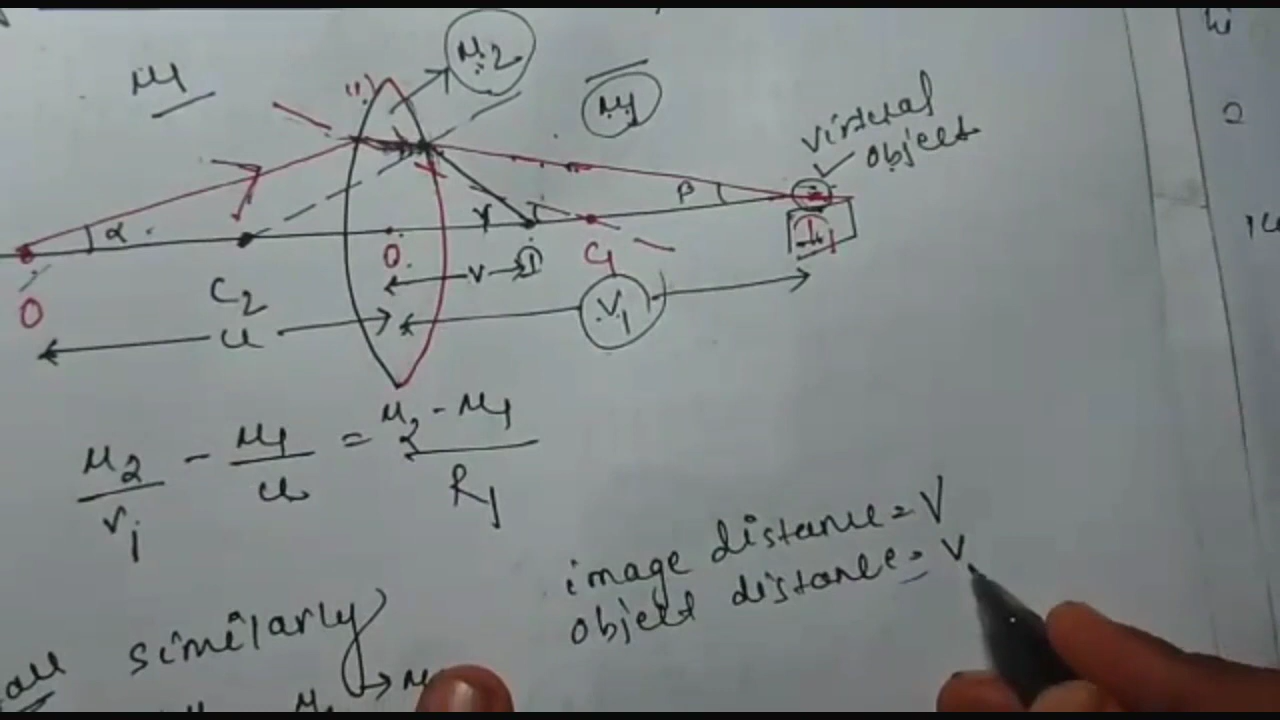 μ1
μ2
μ1
virtual
object
α
β
γ
I1
O
C2
O
v
I
C1
V1
u
μ2/v1 - μ1/u = μ2 - μ1/R1
image distance = V
object distance = V
similarly